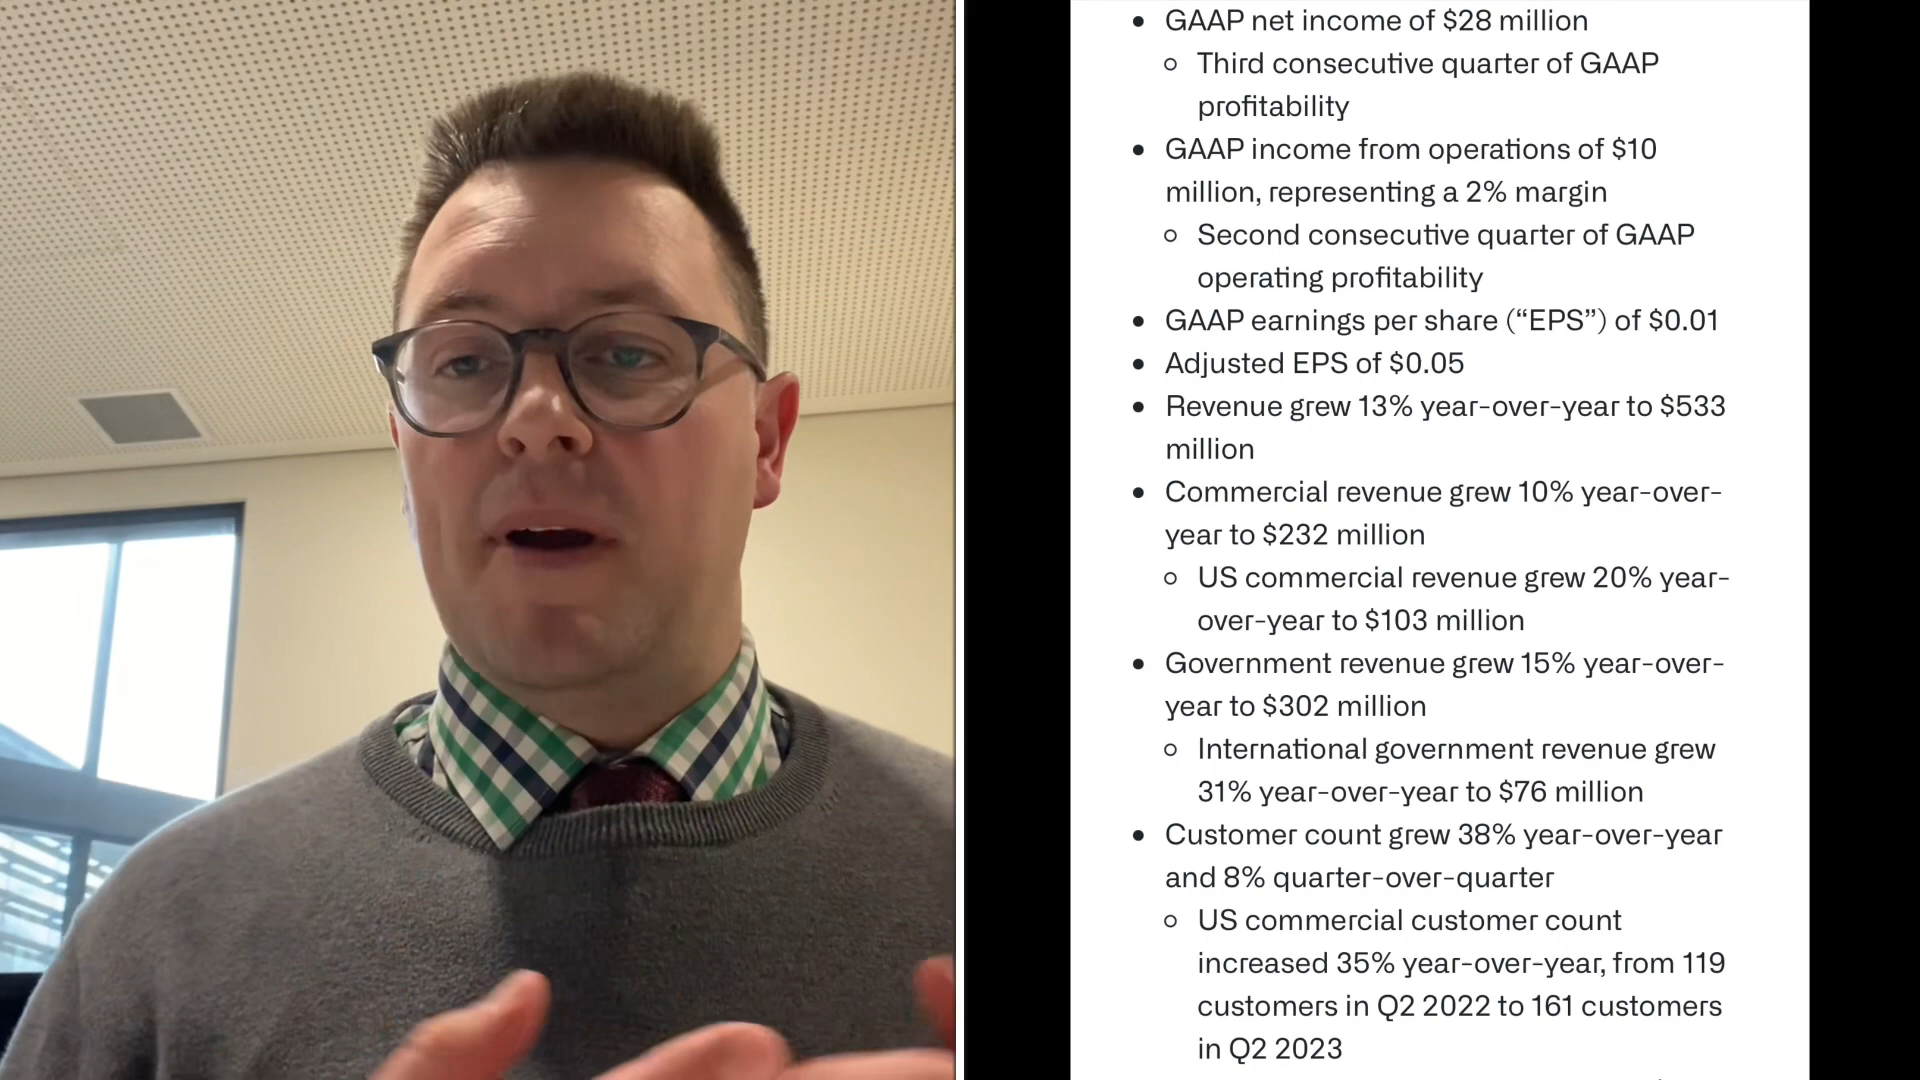 • GAAP net income of $28 million
◦ Third consecutive quarter of GAAP
profitability
• GAAP income from operations of $10
million, representing a 2% margin
◦ Second consecutive quarter of GAAP
operating profitability
• GAAP earnings per share (“EPS”) of $0.01
• Adjusted EPS of $0.05
• Revenue grew 13% year-over-year to $533
million
• Commercial revenue grew 10% year-over-
year to $232 million
◦ US commercial revenue grew 20% year-
over-year to $103 million
• Government revenue grew 15% year-over-
year to $302 million
◦ International government revenue grew
31% year-over-year to $76 million
• Customer count grew 38% year-over-year
and 8% quarter-over-quarter
◦ US commercial customer count
increased 35% year-over-year, from 119
customers in Q2 2022 to 161 customers
in Q2 2023